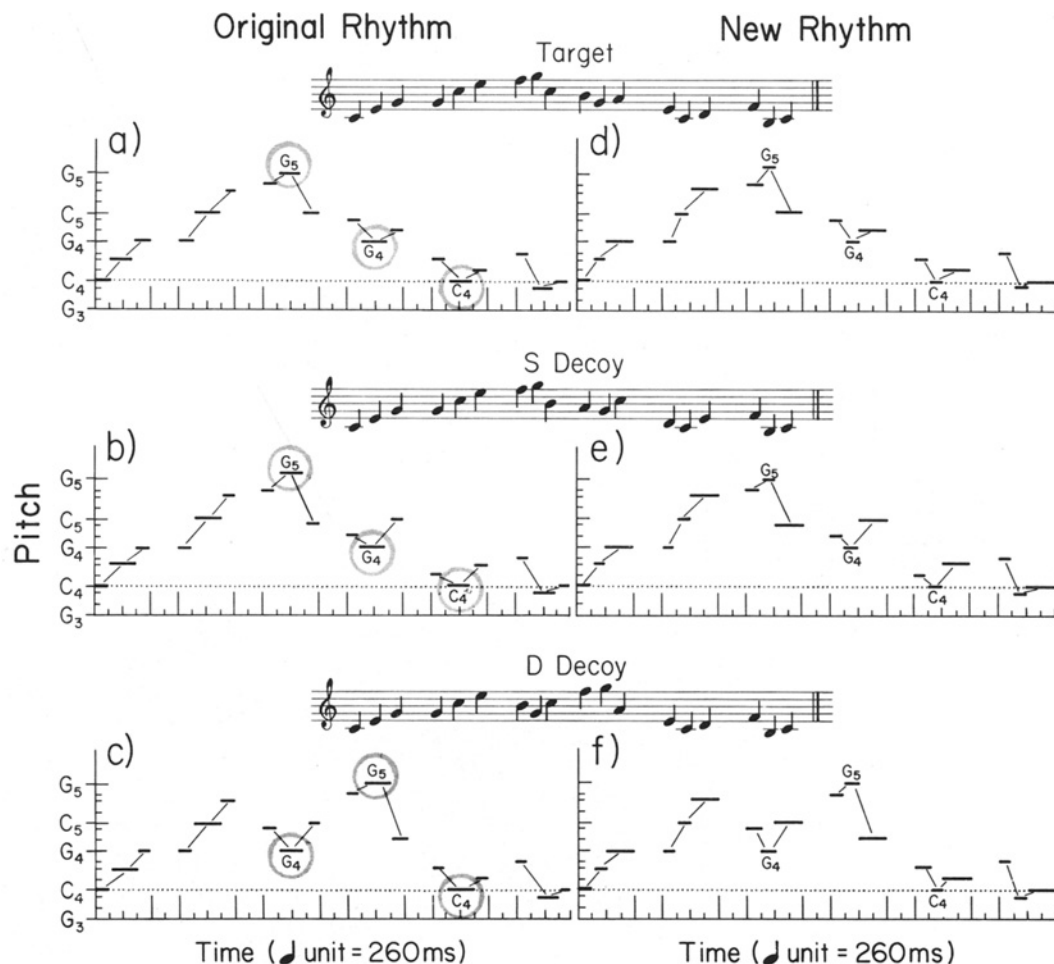 Original Rhythm New Rhythm
Target
a) d)
G5 G5
G5
C5
G4 G4 G4
C4 C4 C4
G3
S Decoy
b) e)
G5 G5
G5
C5
G4 G4 G4
C4 C4 C4
G3
Pitch
D Decoy
c) f)
G5 G5
G5
C5
G4 G4 G4
C4 C4 C4
G3
Time (♩ unit = 260ms) Time (♩ unit = 260ms)